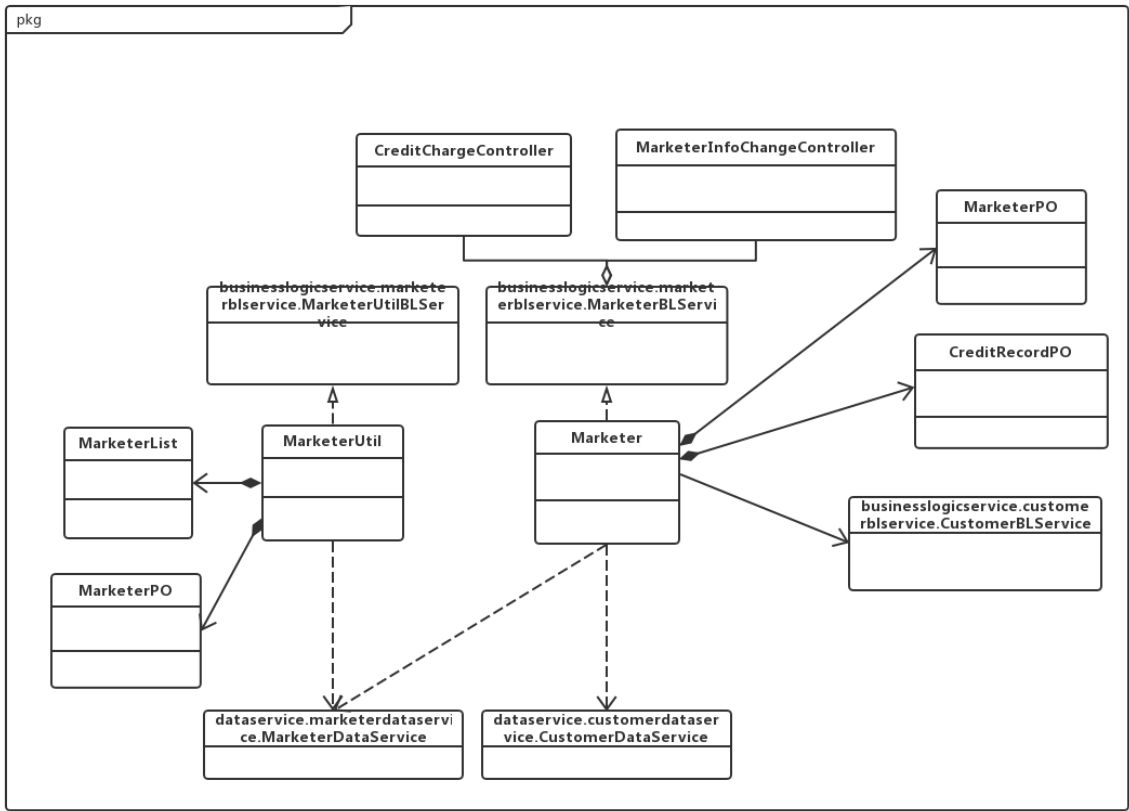 pkg
CreditChargeController
MarketerInfoChangeController
MarketerPO
businesslogicservice.markete
rblservice.MarketerUtilBLSer
vice
businesslogicservice.market
erblservice.MarketerBLServi
ce
CreditRecordPO
MarketerList
MarketerUtil
Marketer
businesslogicservice.custome
rblservice.CustomerBLService
MarketerPO
dataservice.marketerdataservi
ce.MarketerDataService
dataservice.customerdataser
vice.CustomerDataService